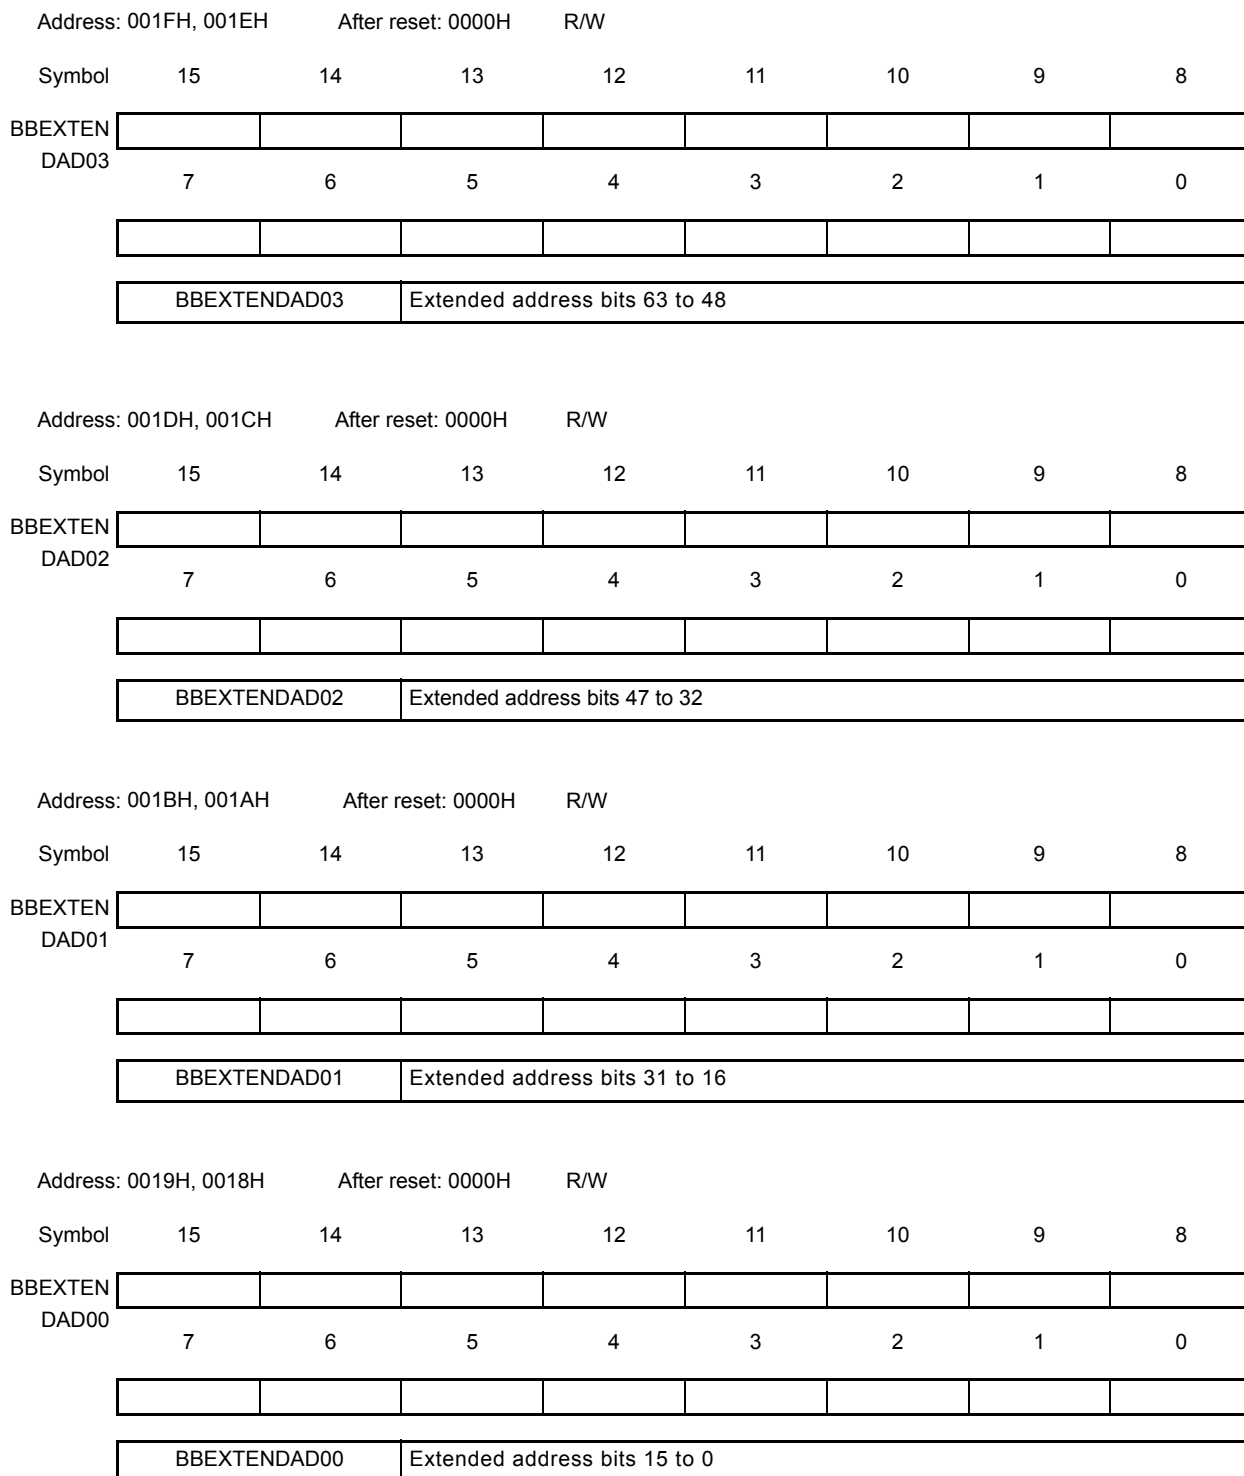 Address: 001FH, 001EH After reset: 0000H R/W
Symbol 15 14 13 12 11 10 9 8
BBEXTEN
DAD03
7 6 5 4 3 2 1 0
BBEXTENDAD03 Extended address bits 63 to 48
Address: 001DH, 001CH After reset: 0000H R/W
Symbol 15 14 13 12 11 10 9 8
BBEXTEN
DAD02
7 6 5 4 3 2 1 0
BBEXTENDAD02 Extended address bits 47 to 32
Address: 001BH, 001AH After reset: 0000H R/W
Symbol 15 14 13 12 11 10 9 8
BBEXTEN
DAD01
7 6 5 4 3 2 1 0
BBEXTENDAD01 Extended address bits 31 to 16
Address: 0019H, 0018H After reset: 0000H R/W
Symbol 15 14 13 12 11 10 9 8
BBEXTEN
DAD00
7 6 5 4 3 2 1 0
BBEXTENDAD00 Extended address bits 15 to 0